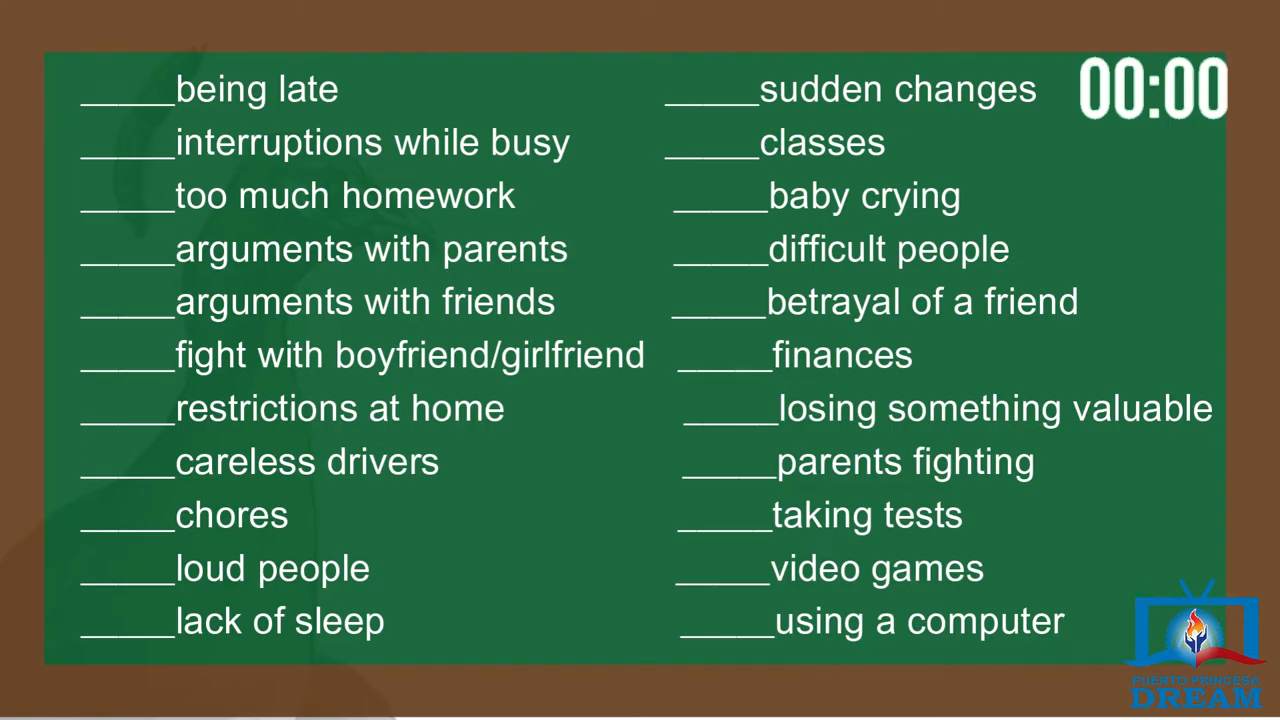 _____being late
_____interruptions while busy
_____too much homework
_____arguments with parents
_____arguments with friends
_____fight with boyfriend/girlfriend
_____restrictions at home
_____careless drivers
_____chores
_____loud people
_____lack of sleep
_____sudden changes
_____classes
_____baby crying
_____difficult people
_____betrayal of a friend
_____finances
_____losing something valuable
_____parents fighting
_____taking tests
_____video games
_____using a computer
00:00
PUERTO PRINCESA
DREAM